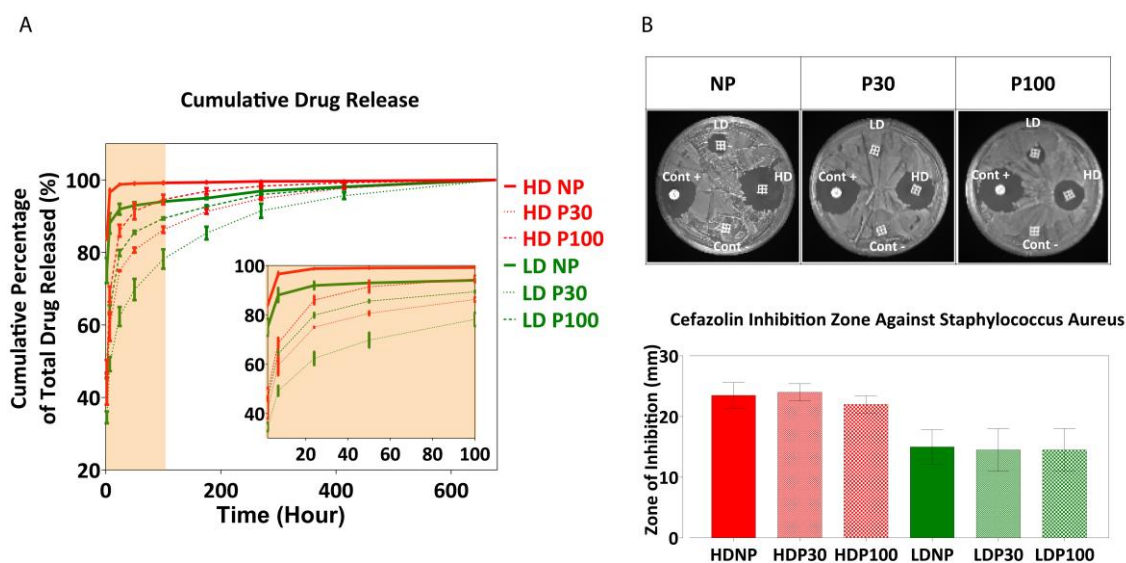 A
Cumulative Drug Release
Cumulative Percentage
of Total Drug Released (%)
100
80
60
40
20
0
200
400
600
Time (Hour)
100
80
60
40
20
40
60
80
100
HD NP
HD P30
HD P100
LD NP
LD P30
LD P100
B
NP
P30
P100
LD
Cont +
HD
Cont -
LD
Cont +
HD
Cont -
LD
Cont +
HD
Cont -
Cefazolin Inhibition Zone Against Staphylococcus Aureus
Zone of Inhibition (mm)
30
20
10
0
HDNP
HDP30
HDP100
LDNP
LDP30
LDP100